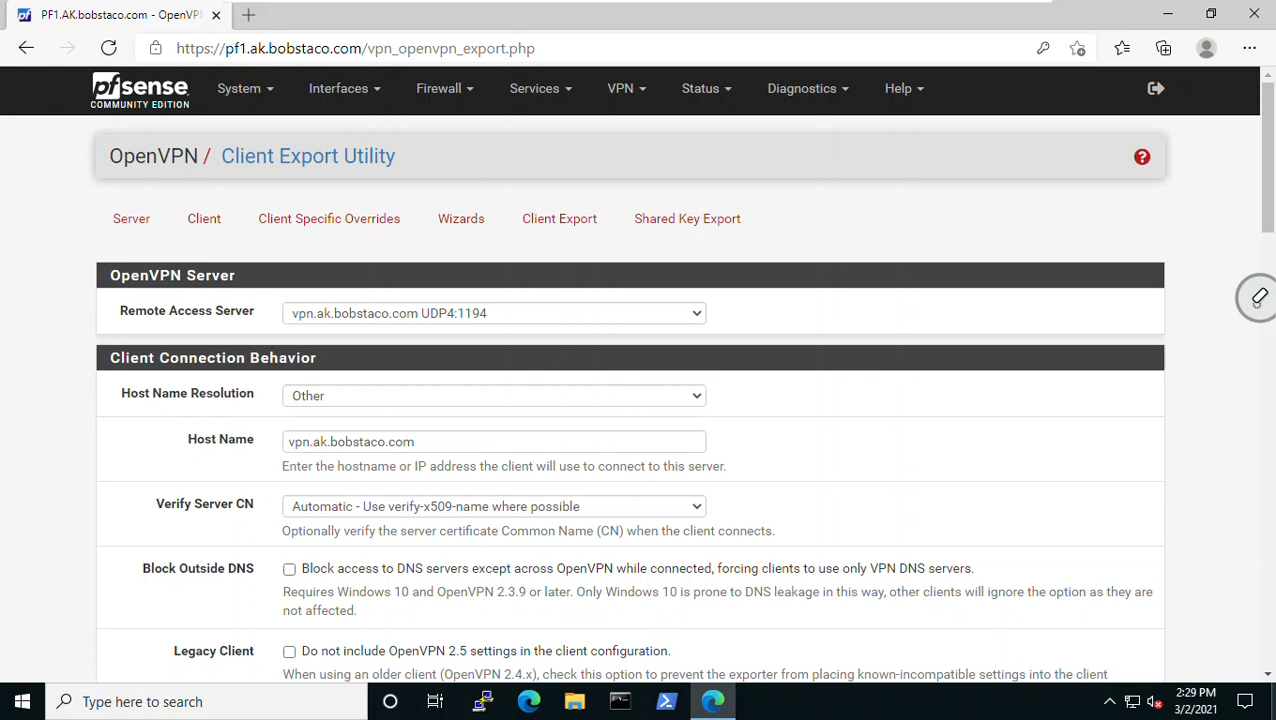 PF1.AK.bobstaco.com - OpenVPN
https://pf1.ak.bobstaco.com/vpn_openvpn_export.php
pfsense System Interfaces Firewall Services VPN Status Diagnostics Help
COMMUNITY EDITION
OpenVPN / Client Export Utility
Server Client Client Specific Overrides Wizards Client Export Shared Key Export
OpenVPN Server
Remote Access Server vpn.ak.bobstaco.com UDP4:1194
Client Connection Behavior
Host Name Resolution Other
Host Name vpn.ak.bobstaco.com
Enter the hostname or IP address the client will use to connect to this server.
Verify Server CN Automatic - Use verify-x509-name where possible
Optionally verify the server certificate Common Name (CN) when the client connects.
Block Outside DNS Block access to DNS servers except across OpenVPN while connected, forcing clients to use only VPN DNS servers.
Requires Windows 10 and OpenVPN 2.3.9 or later. Only Windows 10 is prone to DNS leakage in this way, other clients will ignore the option as they are
not affected.
Legacy Client Do not include OpenVPN 2.5 settings in the client configuration.
When using an older client (OpenVPN 2.4.x), check this option to prevent the exporter from placing known-incompatible settings into the client
Type here to search
2:29 PM
3/2/2021